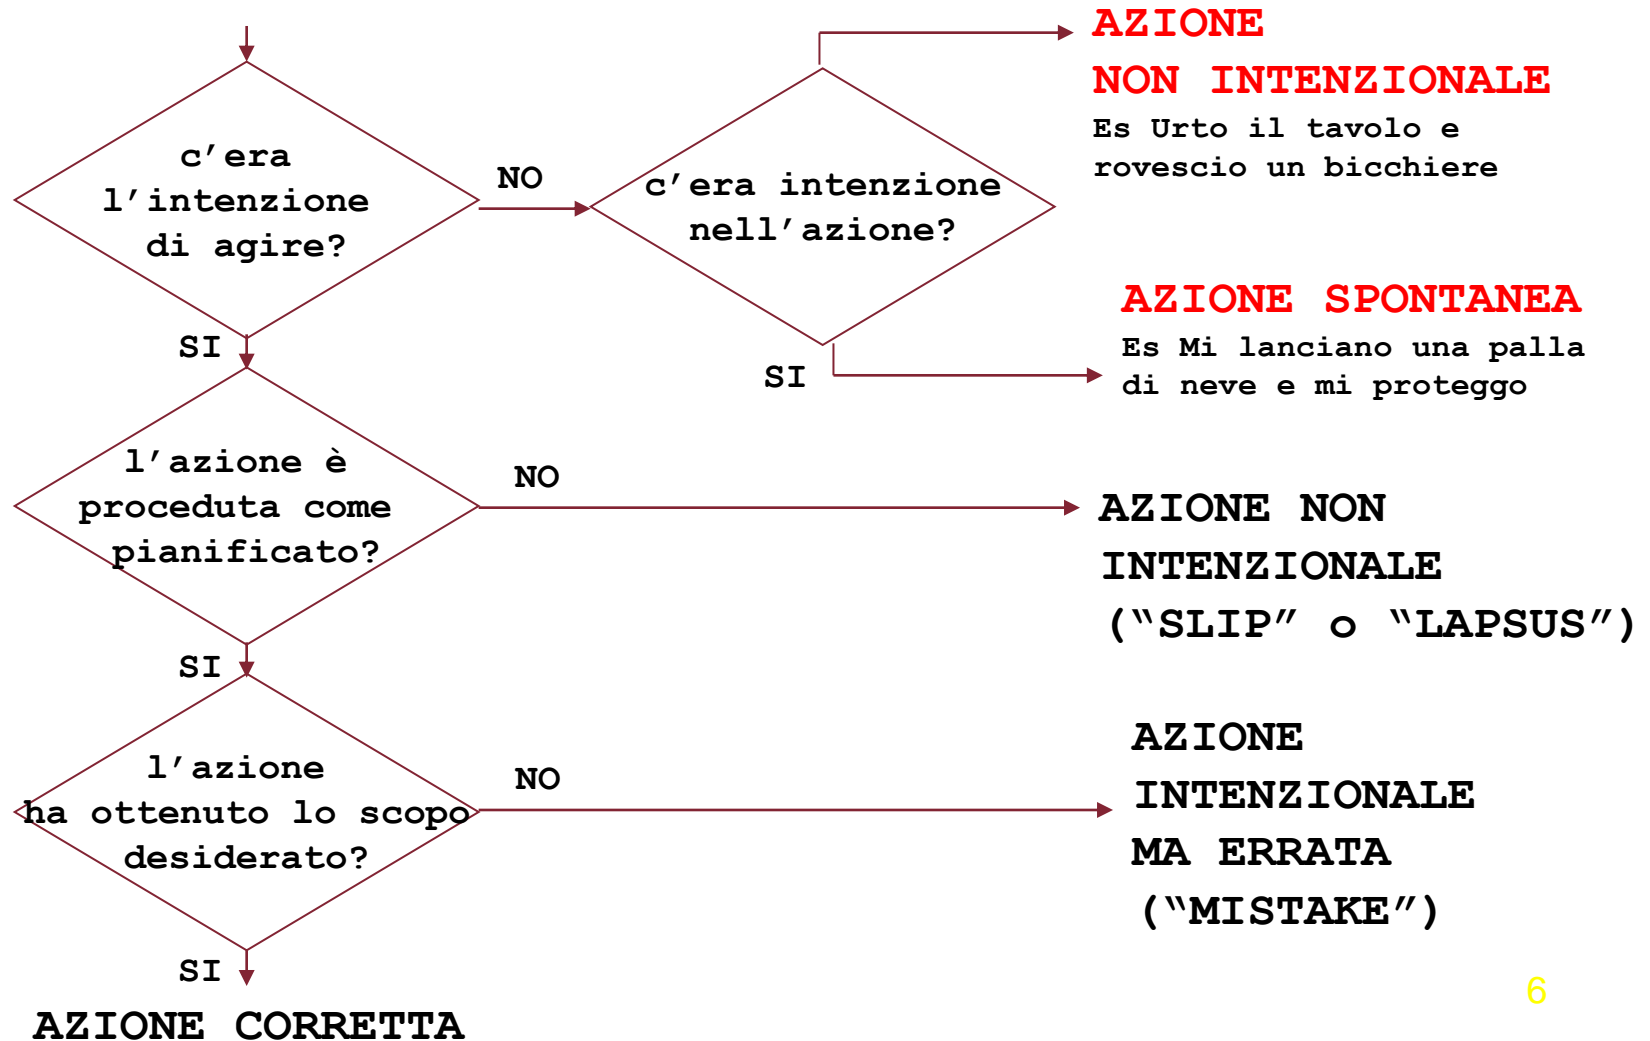 c’era
l’intenzione
di agire?
NO
c’era intenzione
nell’azione?
AZIONE
NON INTENZIONALE
Es Urto il tavolo e
rovescio un bicchiere
AZIONE SPONTANEA
Es Mi lanciano una palla
di neve e mi proteggo
SI
SI
l’azione è
proceduta come
pianificato?
NO
AZIONE NON
INTENZIONALE
(“SLIP” o “LAPSUS”)
SI
l’azione
ha ottenuto lo scopo
desiderato?
NO
AZIONE
INTENZIONALE
MA ERRATA
(“MISTAKE”)
SI
AZIONE CORRETTA
6